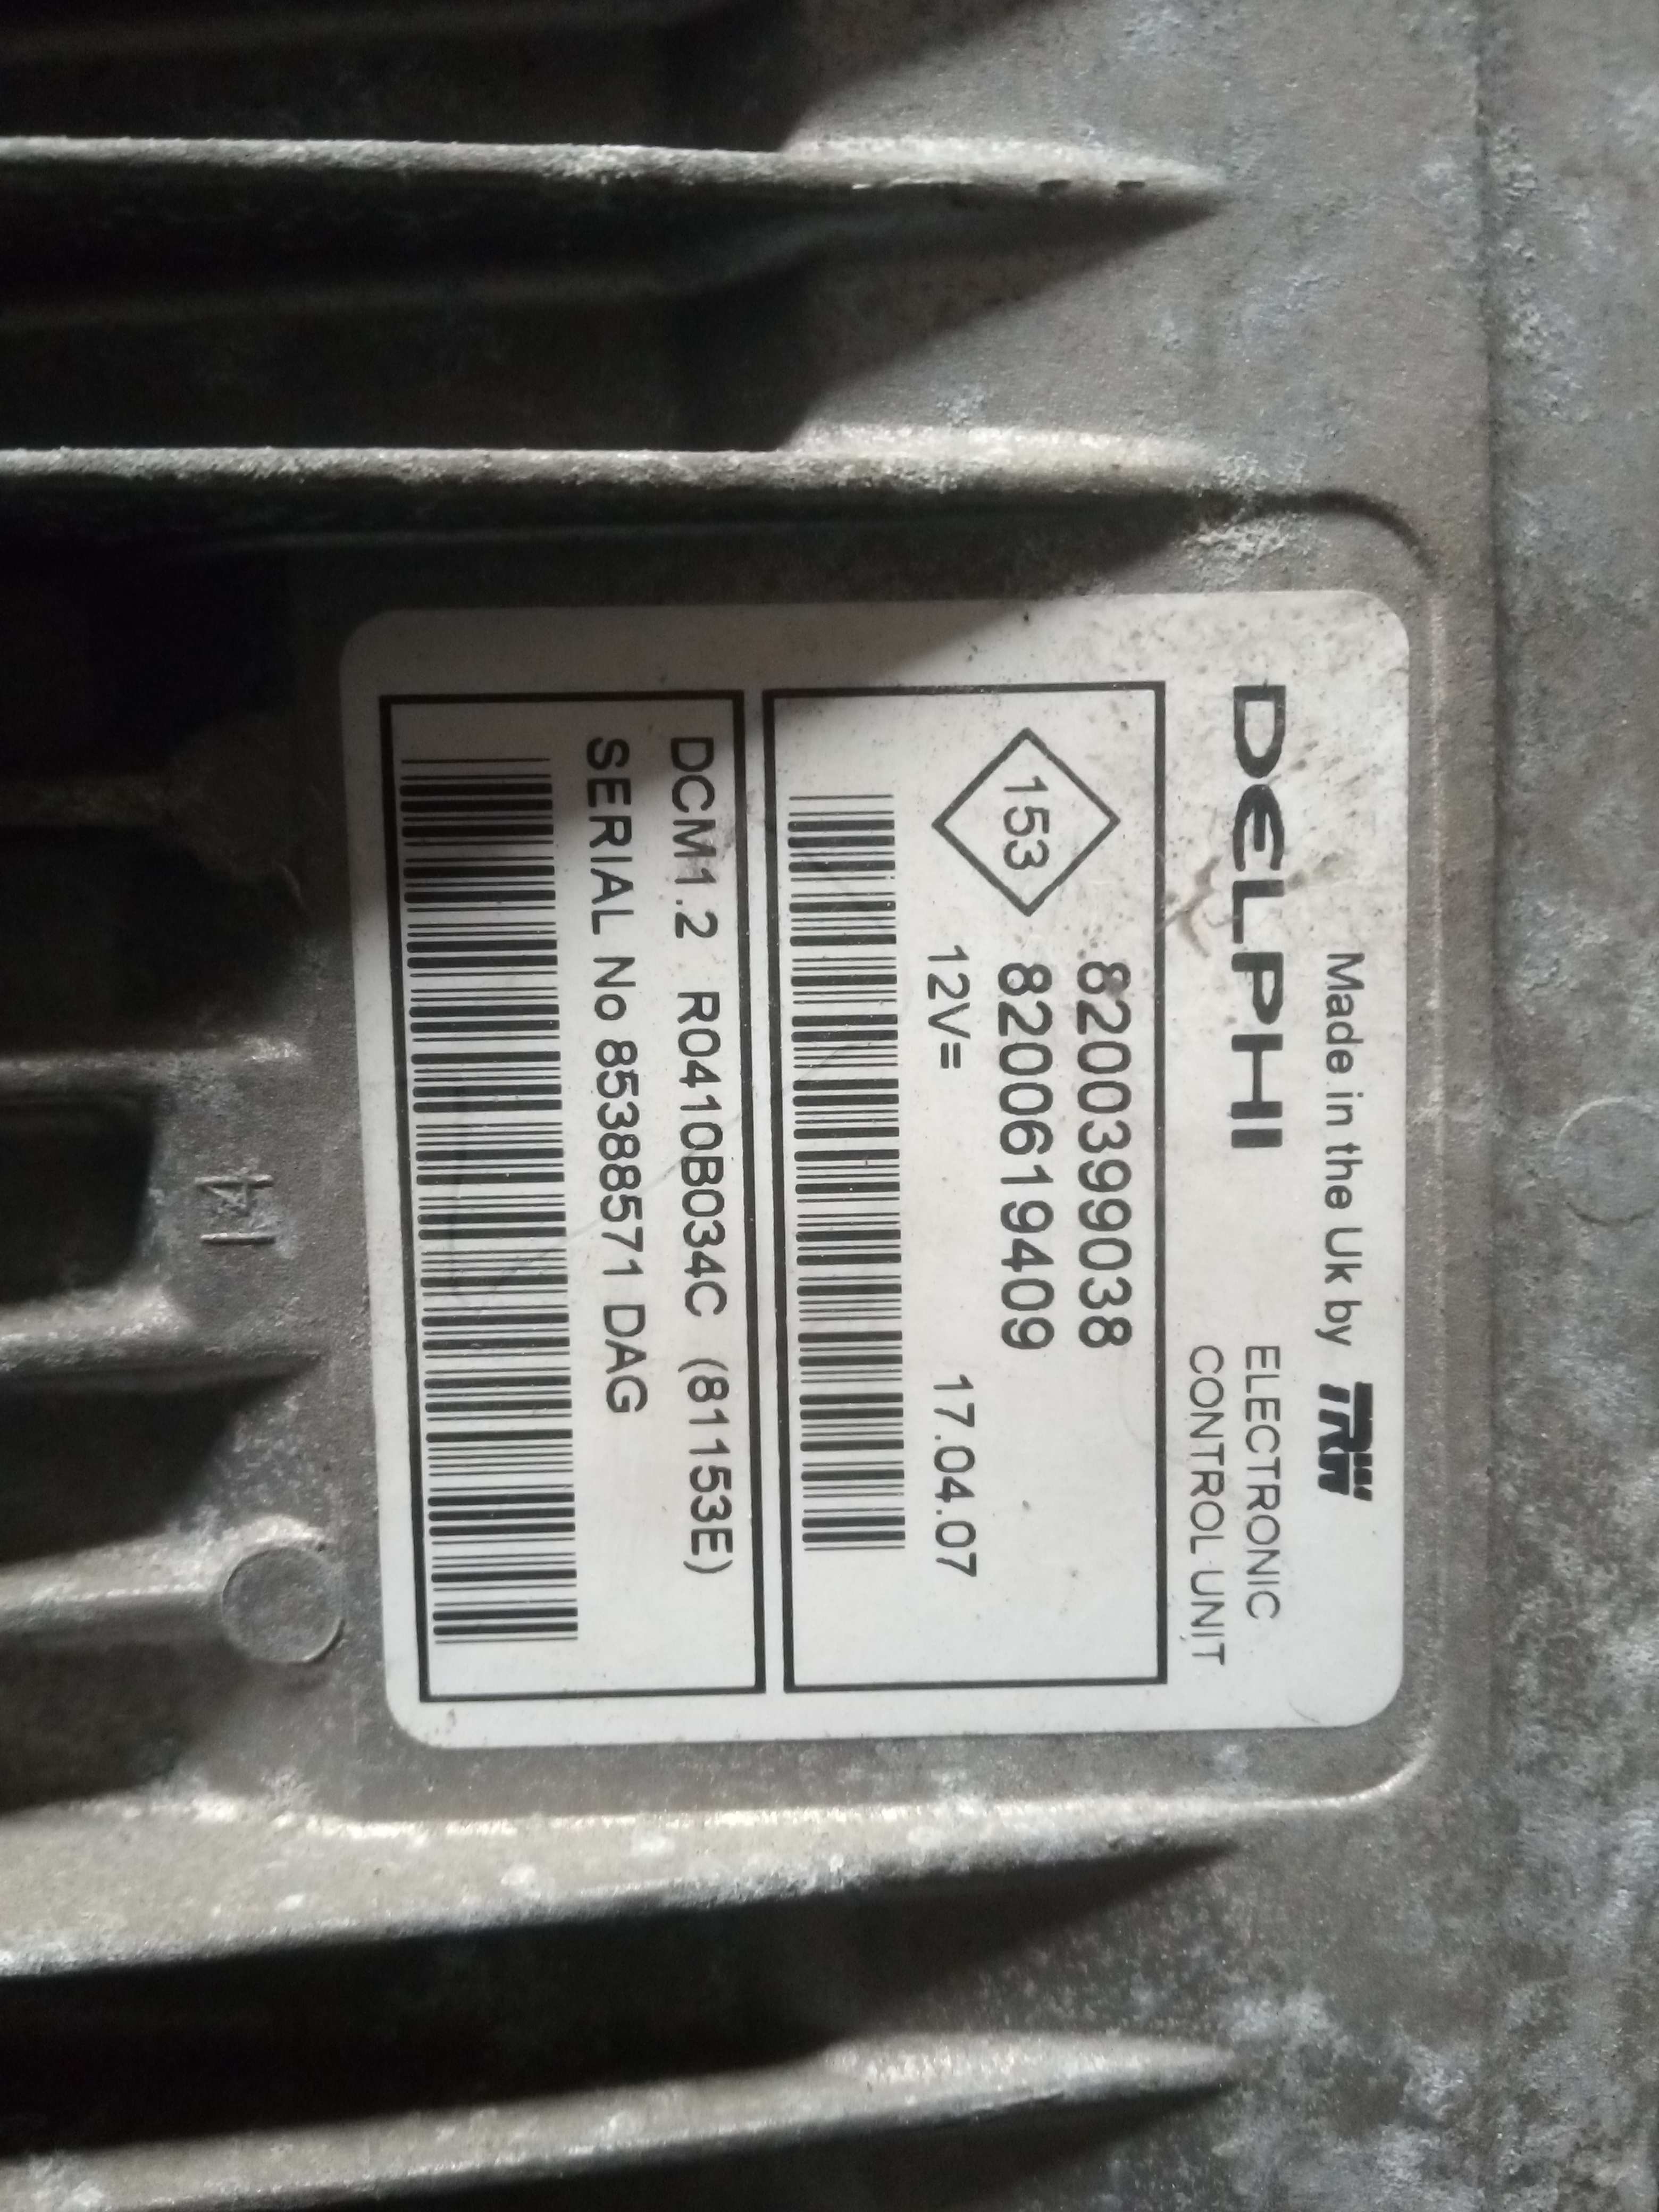 Made in the Uk by TRW
DELPHI
ELECTRONIC
CONTROL UNIT
8200399038
153
8200619409
12V=
17.04.07
DCM1.2 R0410B034C (81153E)
SERIAL No 85388571 DAG
14